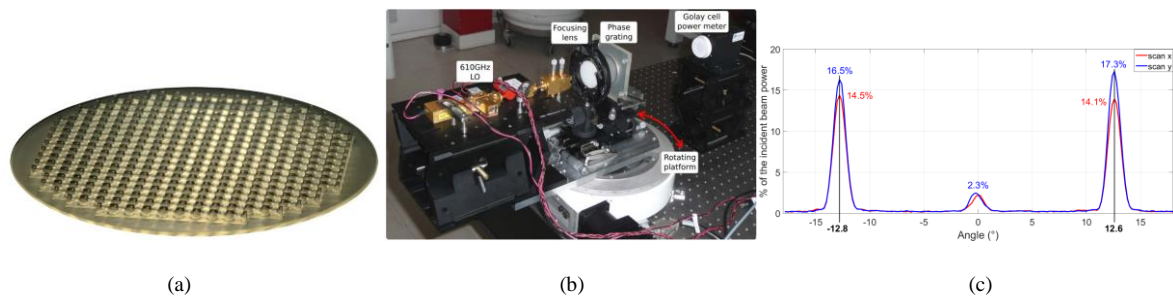 Focusing
lens
Phase
grating
Golay cell
power meter
610GHz
LO
Rotating
platform
% of the incident beam power
20
15
10
5
0
-15
-10
-5
0
5
10
15
-12.8
12.6
Angle (°)
16.5%
14.5%
2.3%
17.3%
14.1%
scan x
scan y
(a)
(b)
(c)